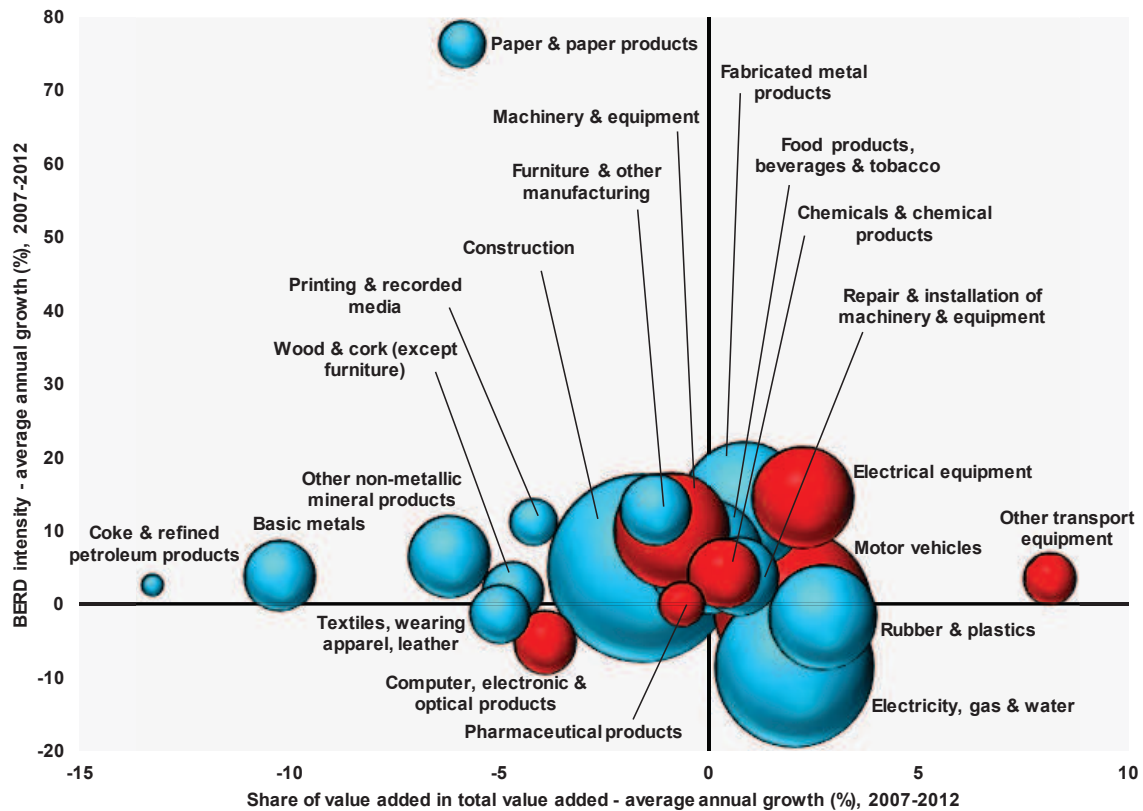 80
70
60
50
40
30
20
10
0
-10
-20
BERD intensity - average annual growth (%), 2007-2012
Paper & paper products
Fabricated metal
products
Machinery & equipment
Food products,
beverages & tobacco
Furniture & other
manufacturing
Chemicals & chemical
products
Construction
Printing & recorded
media
Repair & installation of
machinery & equipment
Wood & cork (except
furniture)
Other non-metallic
mineral products
Electrical equipment
Basic metals
Coke & refined
petroleum products
Motor vehicles
Other transport
equipment
Textiles, wearing
apparel, leather
Rubber & plastics
Computer, electronic &
optical products
Pharmaceutical products
Electricity, gas & water
-15
-10
-5
0
5
10
Share of value added in total value added - average annual growth (%), 2007-2012